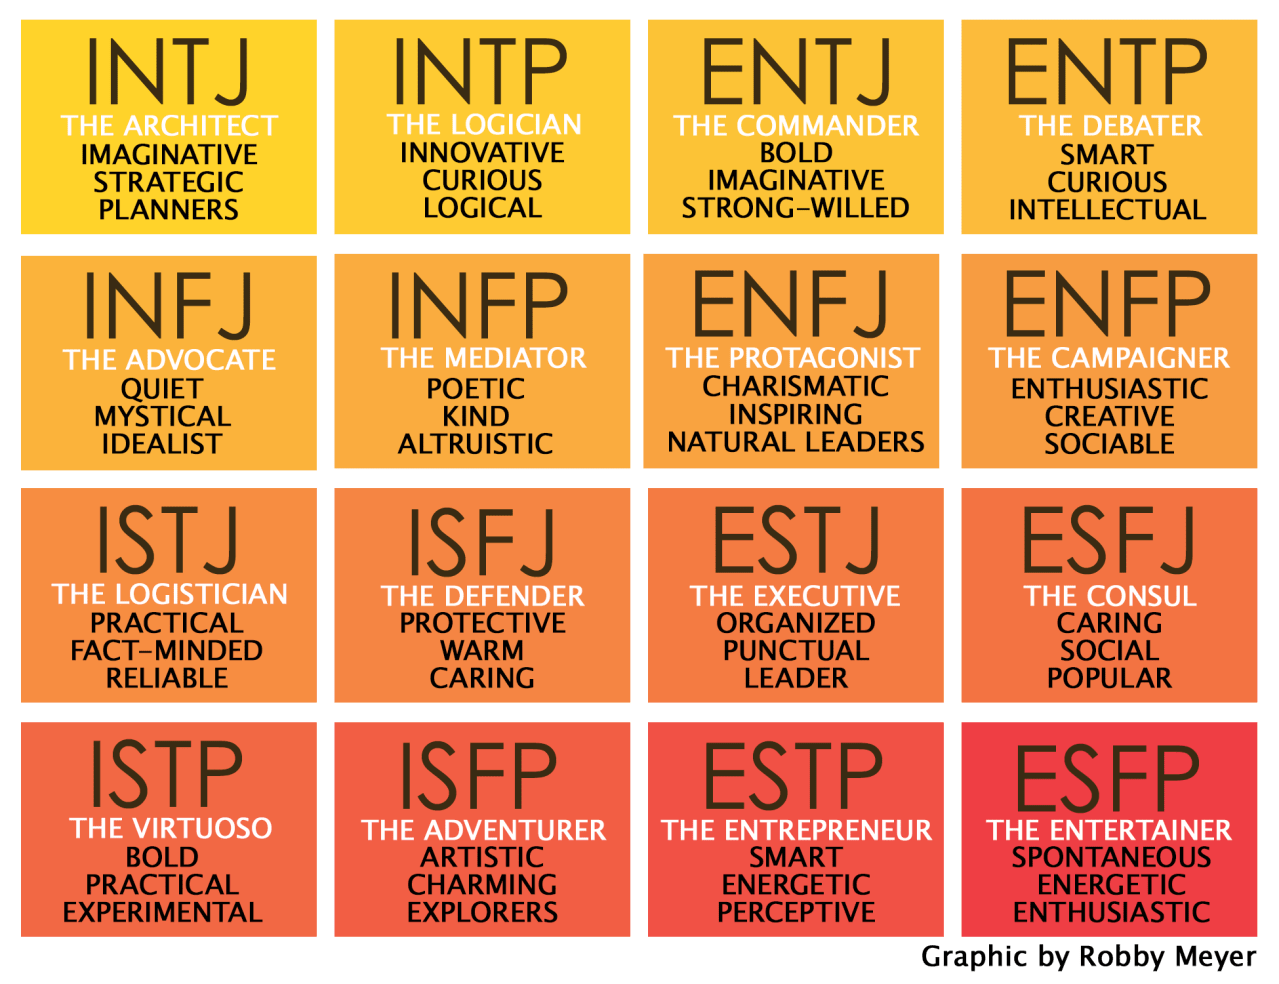 INTJ
THE ARCHITECT
IMAGINATIVE
STRATEGIC
PLANNERS
INTP
THE LOGICIAN
INNOVATIVE
CURIOUS
LOGICAL
ENTJ
THE COMMANDER
BOLD
IMAGINATIVE
STRONG-WILLED
ENTP
THE DEBATER
SMART
CURIOUS
INTELLECTUAL
INFJ
THE ADVOCATE
QUIET
MYSTICAL
IDEALIST
INFP
THE MEDIATOR
POETIC
KIND
ALTRUISTIC
ENFJ
THE PROTAGONIST
CHARISMATIC
INSPIRING
NATURAL LEADERS
ENFP
THE CAMPAIGNER
ENTHUSIASTIC
CREATIVE
SOCIABLE
ISTJ
THE LOGISTICIAN
PRACTICAL
FACT-MINDED
RELIABLE
ISFJ
THE DEFENDER
PROTECTIVE
WARM
CARING
ESTJ
THE EXECUTIVE
ORGANIZED
PUNCTUAL
LEADER
ESFJ
THE CONSUL
CARING
SOCIAL
POPULAR
ISTP
THE VIRTUOSO
BOLD
PRACTICAL
EXPERIMENTAL
ISFP
THE ADVENTURER
ARTISTIC
CHARMING
EXPLORERS
ESTP
THE ENTREPRENEUR
SMART
ENERGETIC
PERCEPTIVE
ESFP
THE ENTERTAINER
SPONTANEOUS
ENERGETIC
ENTHUSIASTIC
Graphic by Robby Meyer